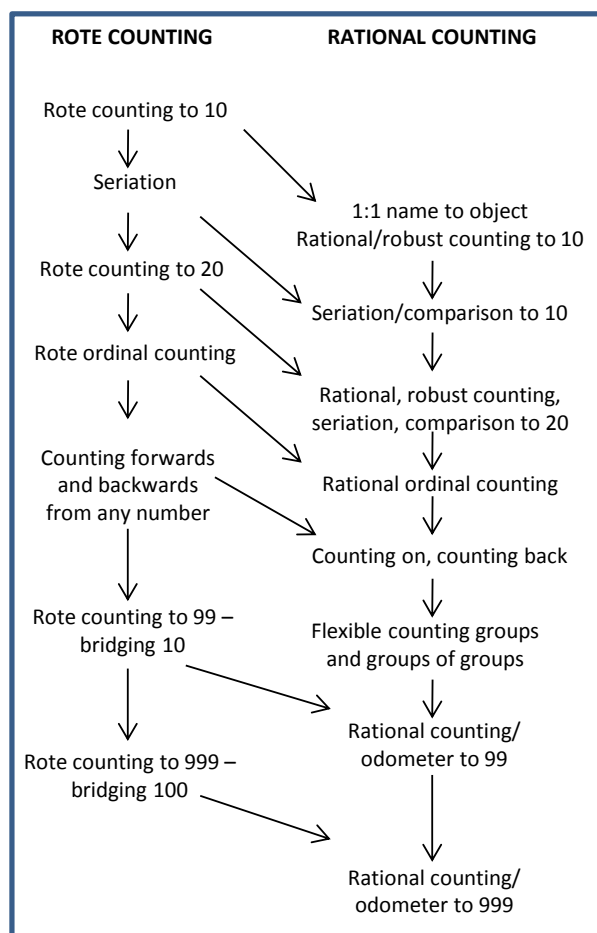 ROTE COUNTING
Rote counting to 10
Seriation
Rote counting to 20
Rote ordinal counting
Counting forwards
and backwards
from any number
Rote counting to 99 –
bridging 10
Rote counting to 999 –
bridging 100
RATIONAL COUNTING
1:1 name to object
Rational/robust counting to 10
Seriation/comparison to 10
Rational, robust counting,
seriation, comparison to 20
Rational ordinal counting
Counting on, counting back
Flexible counting groups
and groups of groups
Rational counting/
odometer to 99
Rational counting/
odometer to 999